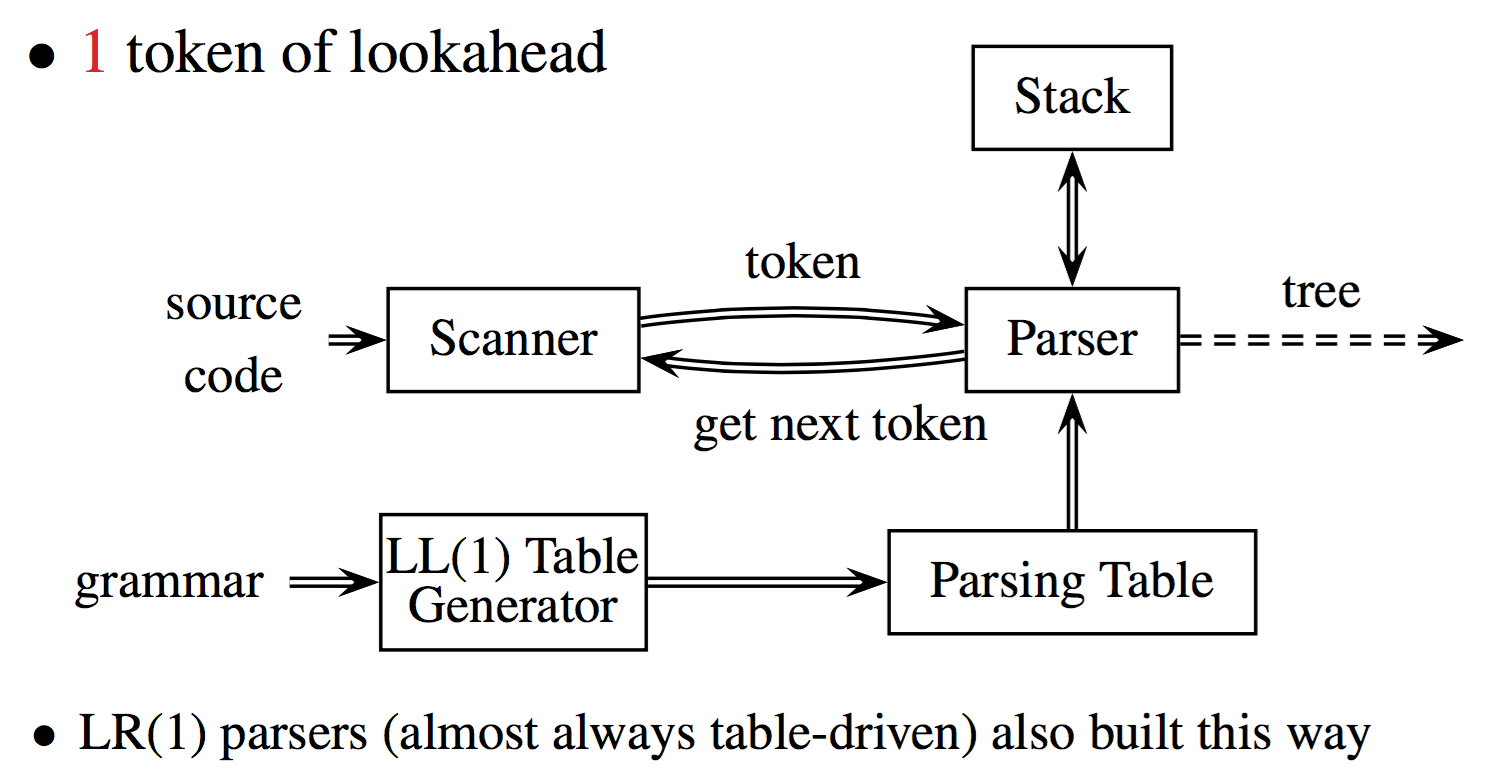 • 1 token of lookahead
Stack
token
tree
source
code
Scanner
Parser
get next token
grammar
LL(1) Table
Generator
Parsing Table
• LR(1) parsers (almost always table-driven) also built this way